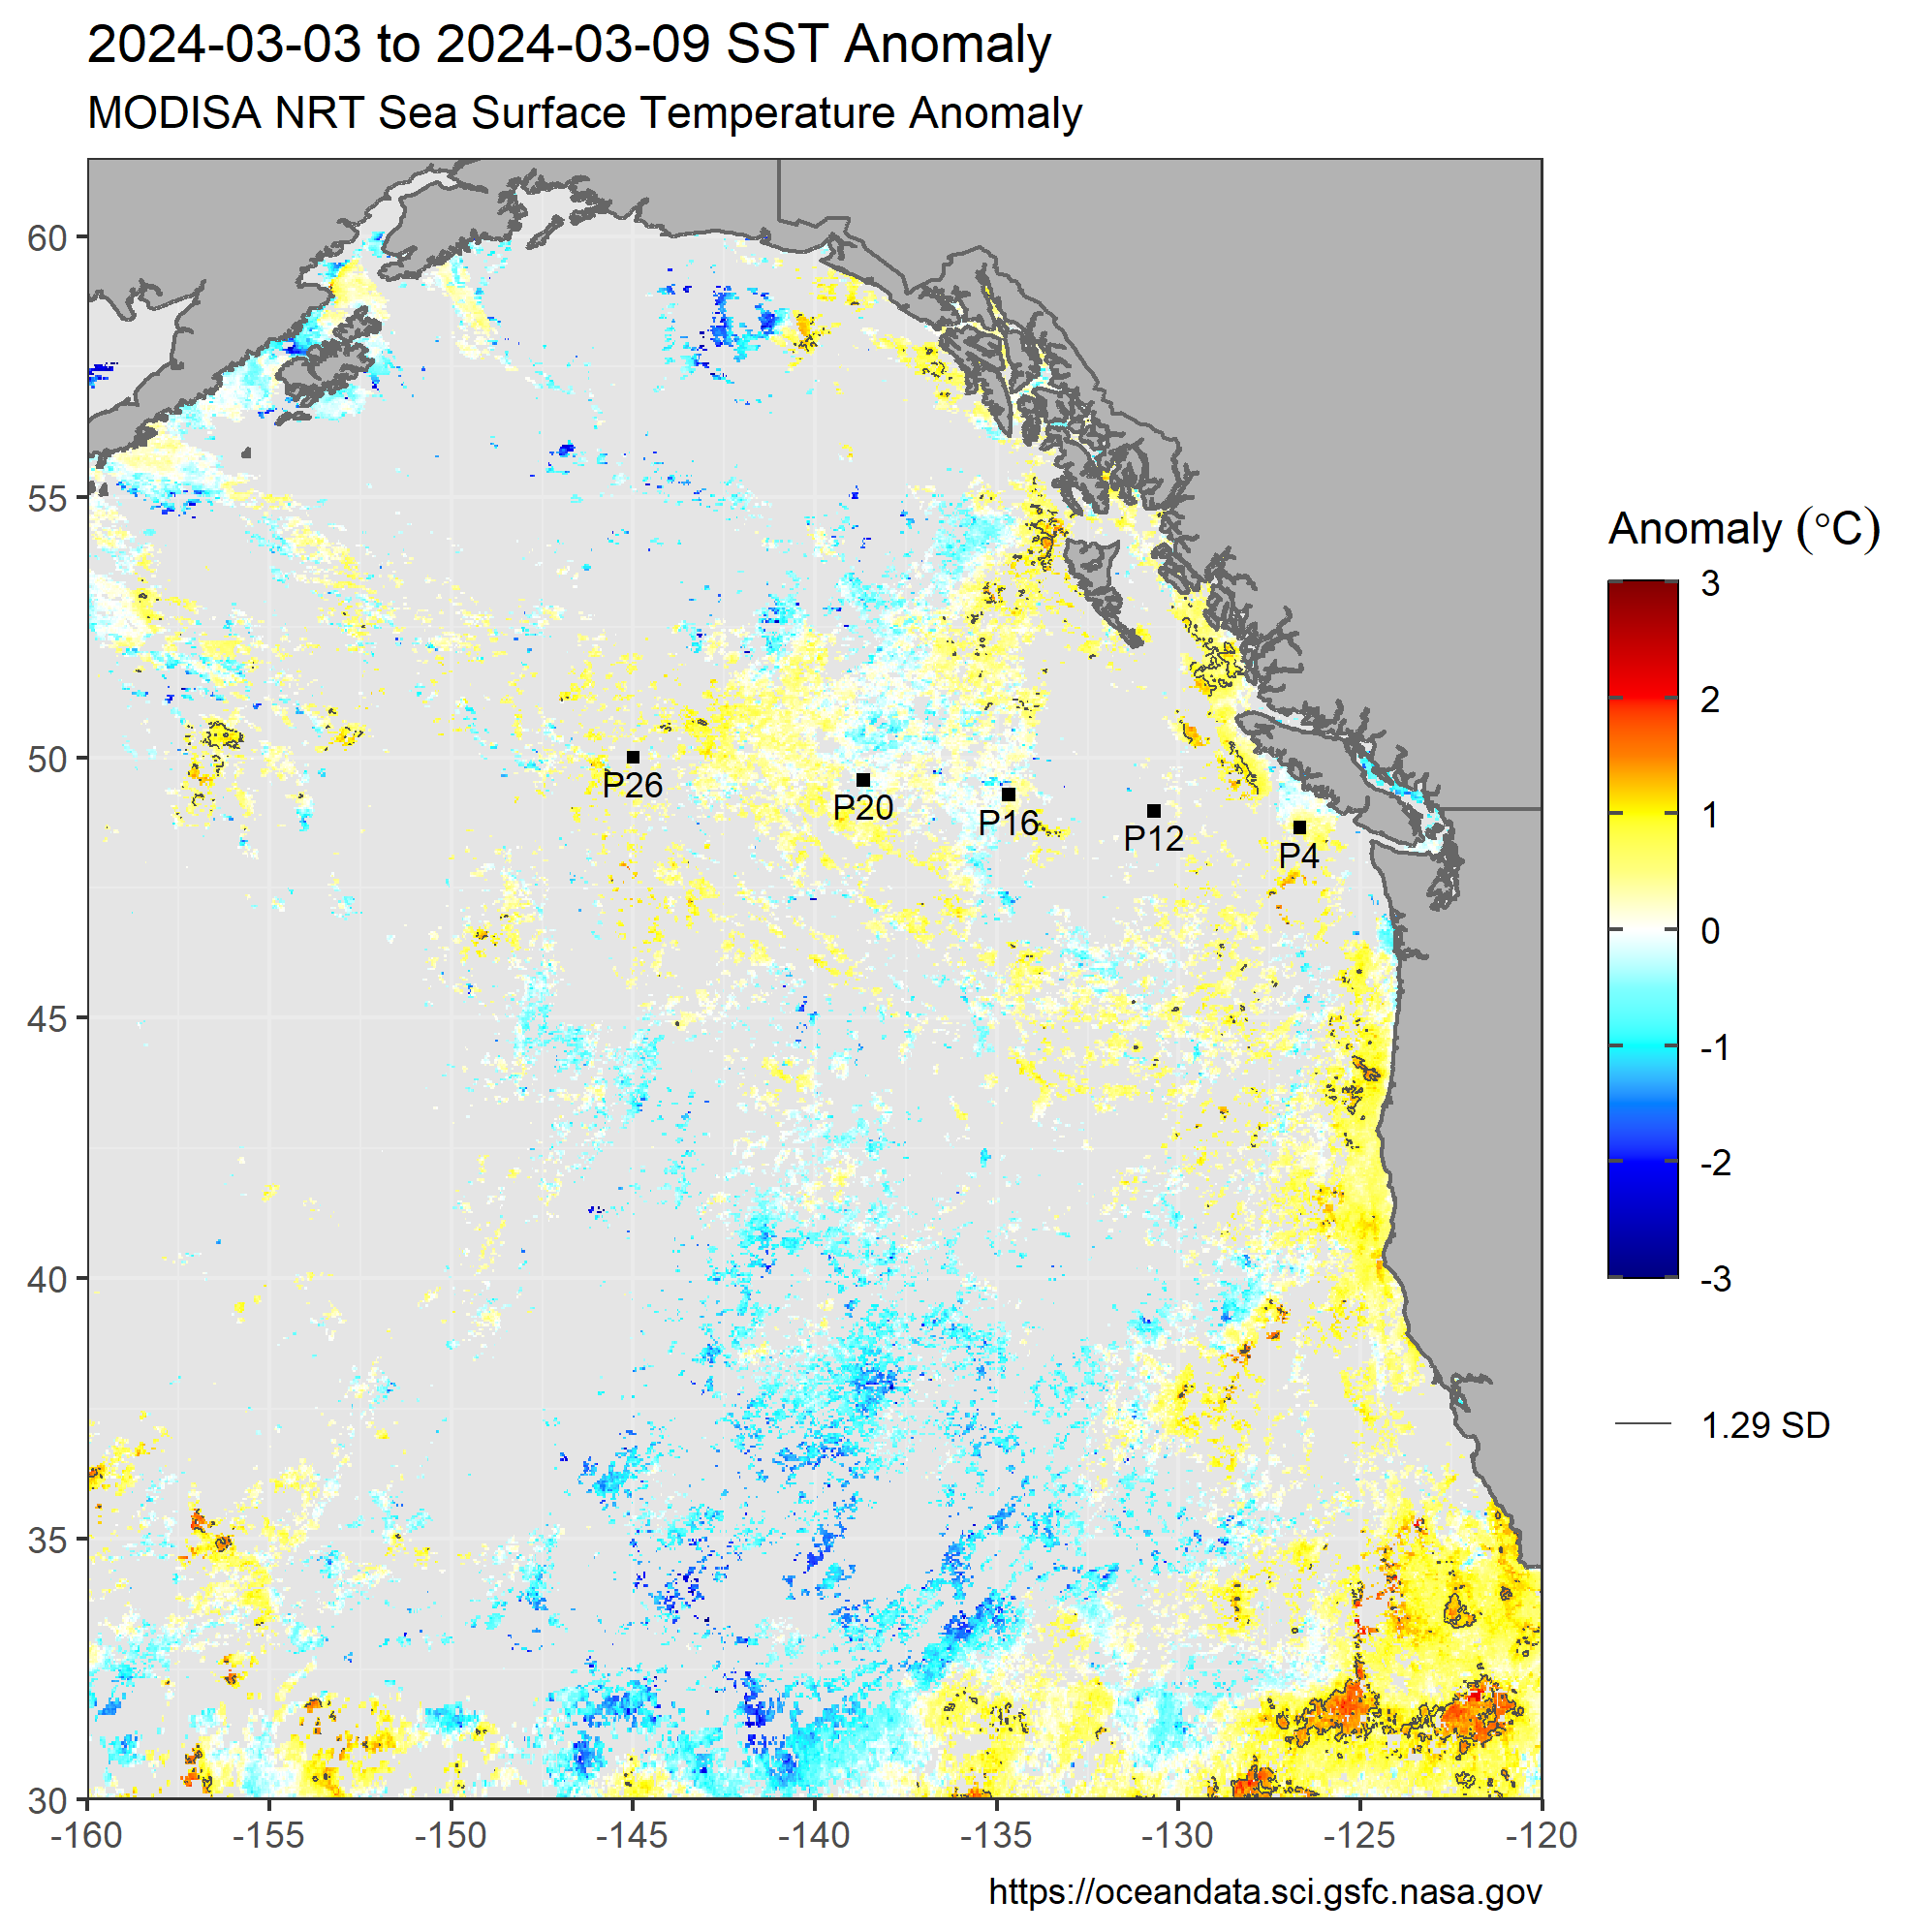 2024-03-03 to 2024-03-09 SST Anomaly
MODISA NRT Sea Surface Temperature Anomaly
60
55
50
45
40
35
30
-160
-155
-150
-145
-140
-135
-130
-125
-120
P26
P20
P16
P12
P4
Anomaly (°C)
3
2
1
0
-1
-2
-3
1.29 SD
https://oceandata.sci.gsfc.nasa.gov